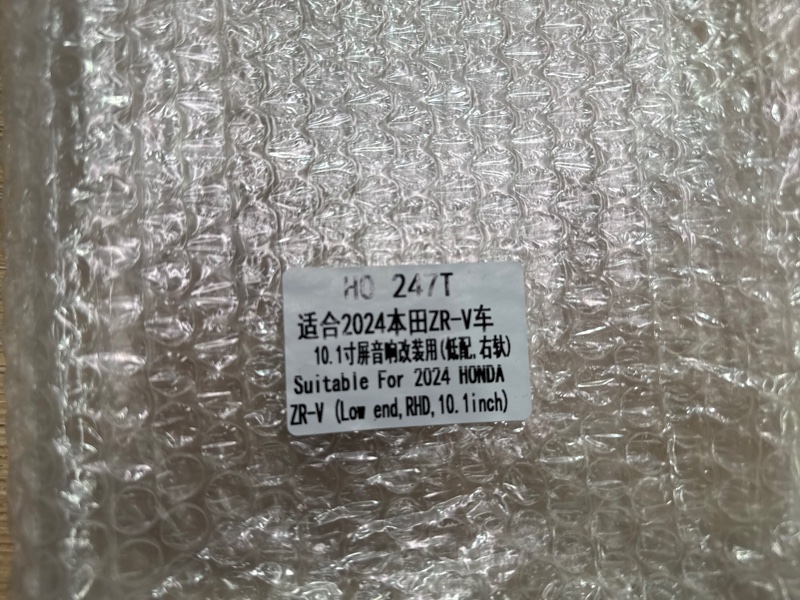 HO 247T
适合2024本田ZR-V车
10.1寸屏音响改装用(低配,右钛)
Suitable For 2024 HONDA
ZR-V (Low end,RHD,10.1inch)